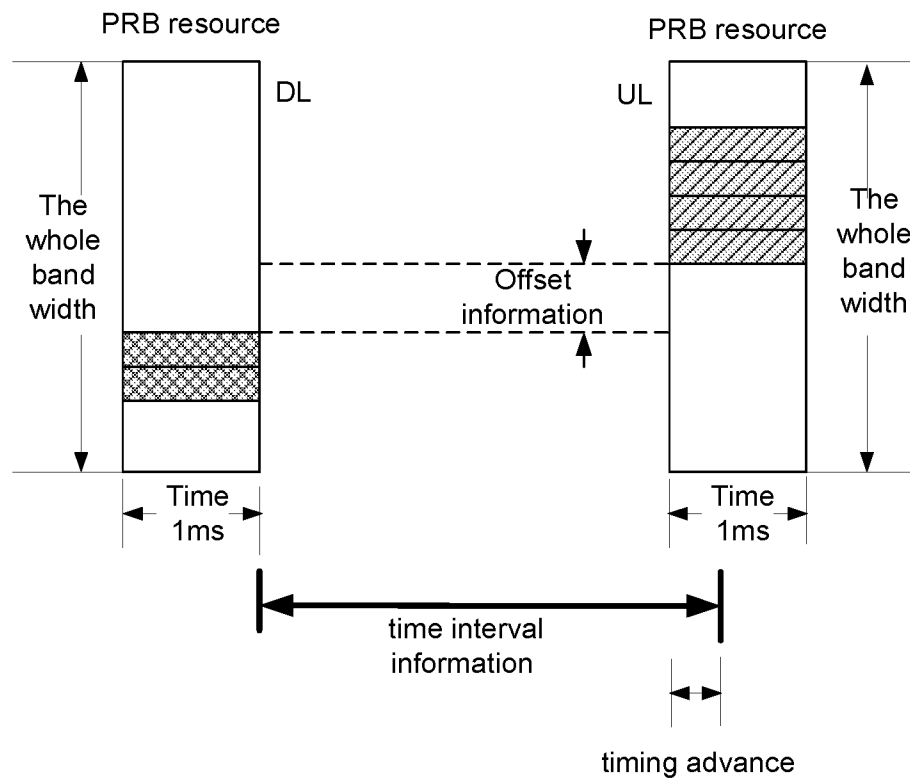 PRB resource
PRB resource
DL
UL
The
whole
band
width
The
whole
band
width
Offset
information
Time
1ms
Time
1ms
time interval
information
timing advance